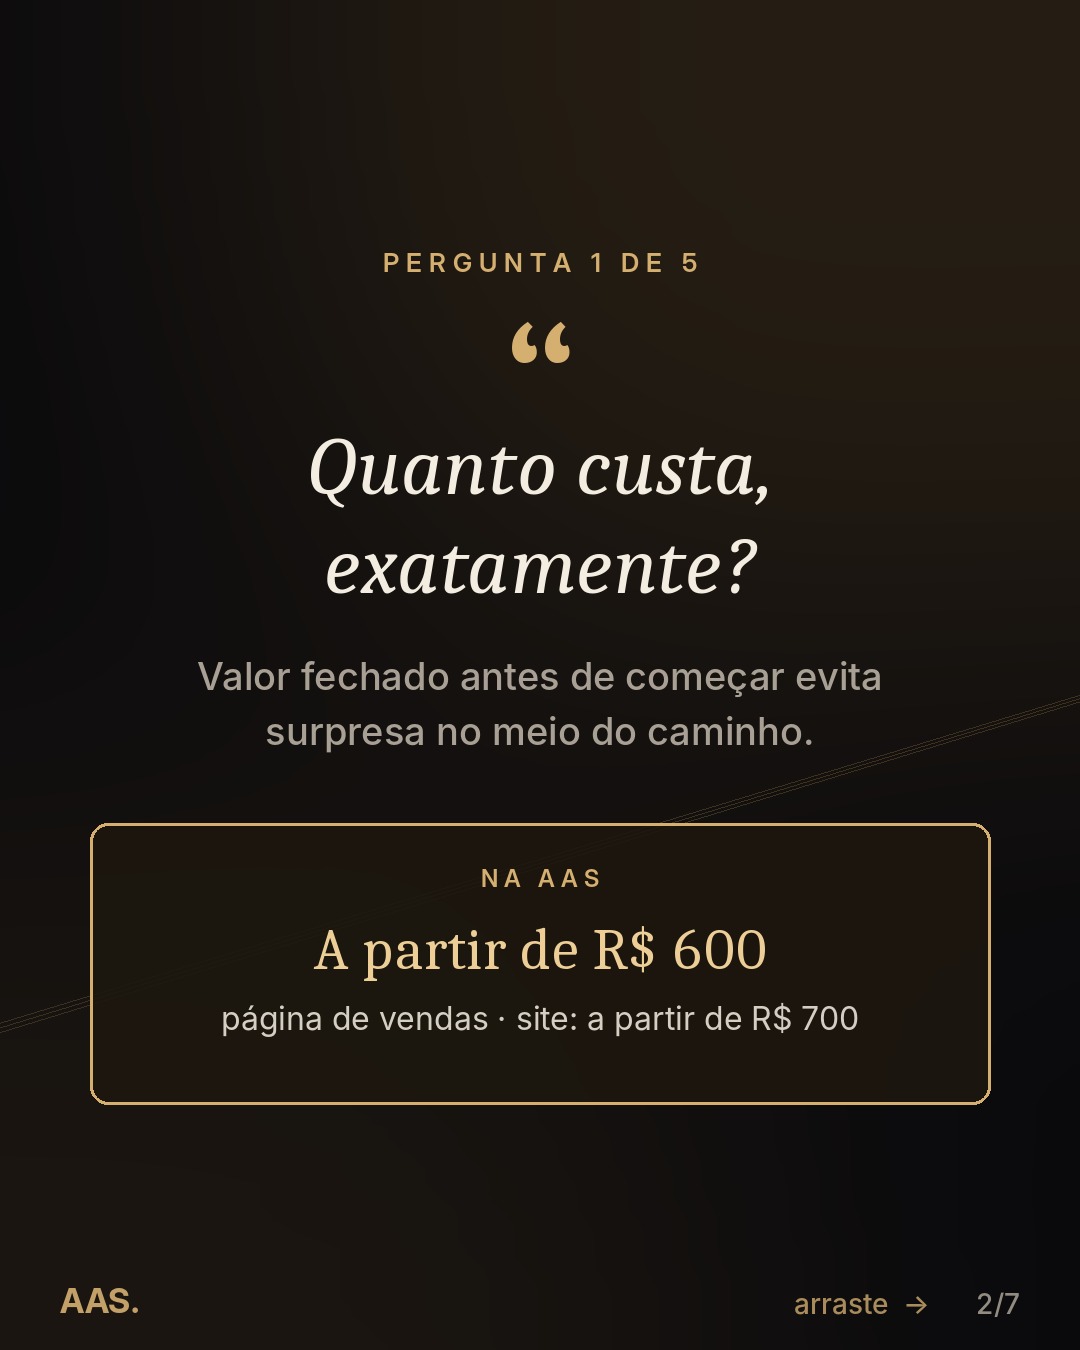 PERGUNTA 1 DE 5
“
Quanto custa,
exatamente?
Valor fechado antes de começar evita
surpresa no meio do caminho.
NA AAS
A partir de R$ 600
página de vendas · site: a partir de R$ 700
AAS.
arraste → 2/7